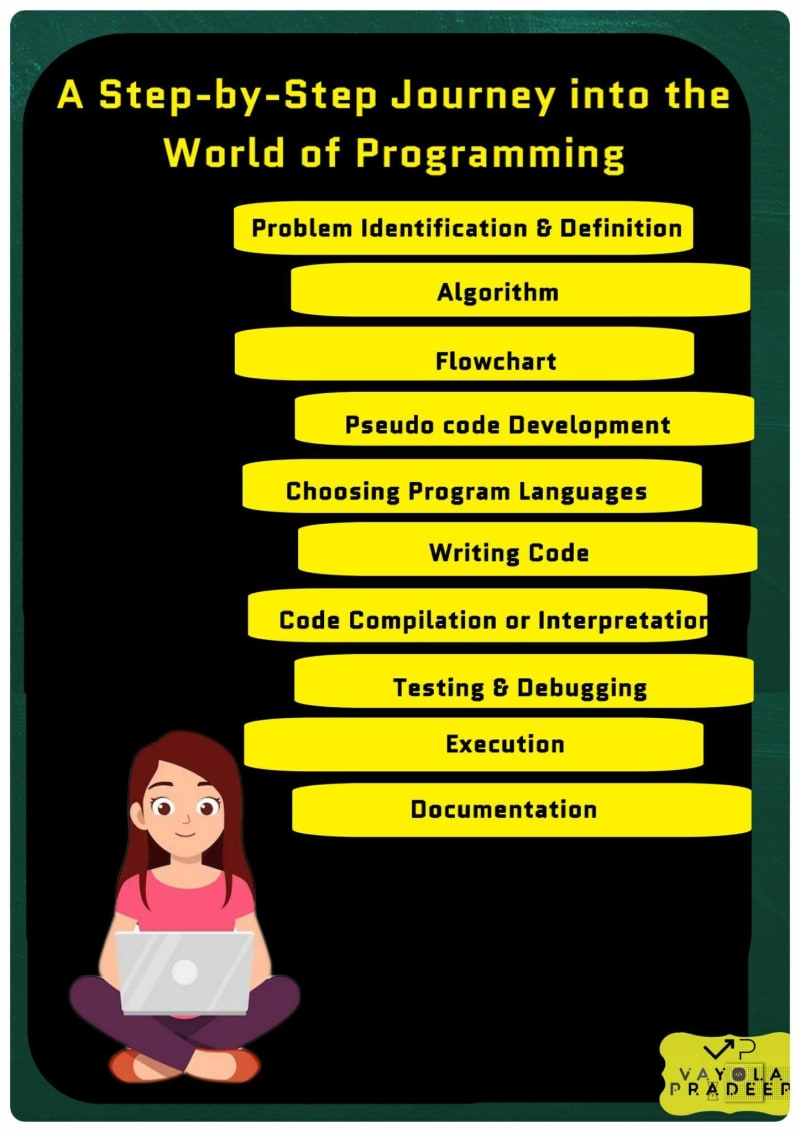 A Step-by-Step Journey into the
World of Programming
Problem Identification & Definition
Algorithm
Flowchart
Pseudo code Development
Choosing Program Languages
Writing Code
Code Compilation or Interpretation
Testing & Debugging
Execution
Documentation
VP
VAYOLA
PRADEEP